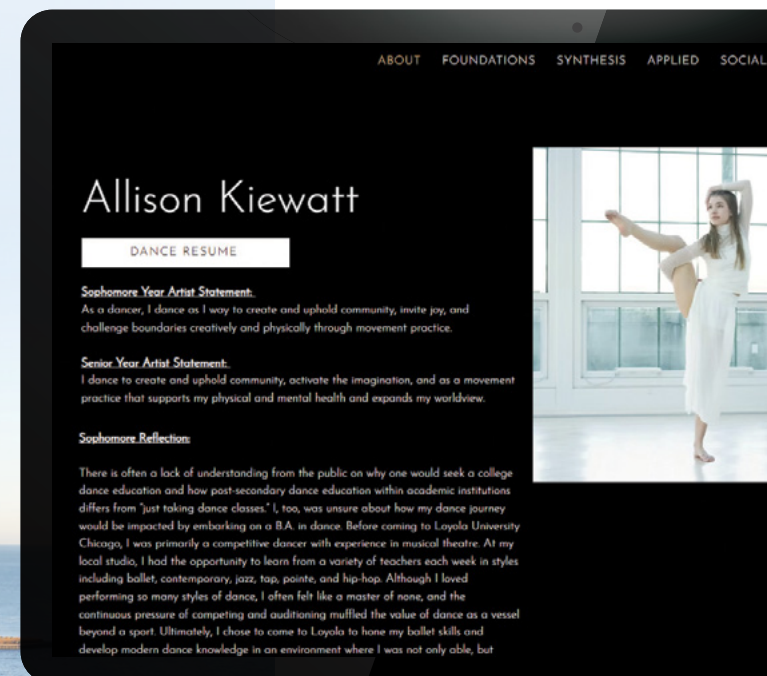 ABOUT FOUNDATIONS SYNTHESIS APPLIED SOCIAL
Allison Kiewatt
DANCE RESUME
Sophomore Year Artist Statement:
As a dancer, I dance as I way to create and uphold community, invite joy, and
challenge boundaries creatively and physically through movement practice.
Senior Year Artist Statement:
I dance to create and uphold community, activate the imagination, and as a movement
practice that supports my physical and mental health and expands my worldview.
Sophomore Reflection:
There is often a lack of understanding from the public on why one would seek a college
dance education and how post-secondary dance education within academic institutions
differs from "just taking dance classes." I, too, was unsure about how my dance journey
would be impacted by embarking on a B.A. in dance. Before coming to Loyola University
Chicago, I was primarily a competitive dancer with experience in musical theatre. At my
local studio, I had the opportunity to learn from a variety of teachers each week in styles
including ballet, contemporary, jazz, tap, pointe, and hip-hop. Although I loved
performing so many styles of dance, I often felt like a master of none, and the
continuous pressure of competing and auditioning muffled the value of dance as a vessel
beyond a sport. Ultimately, I chose to come to Loyola to hone my ballet skills and
develop modern dance knowledge in an environment where I was not only able, but